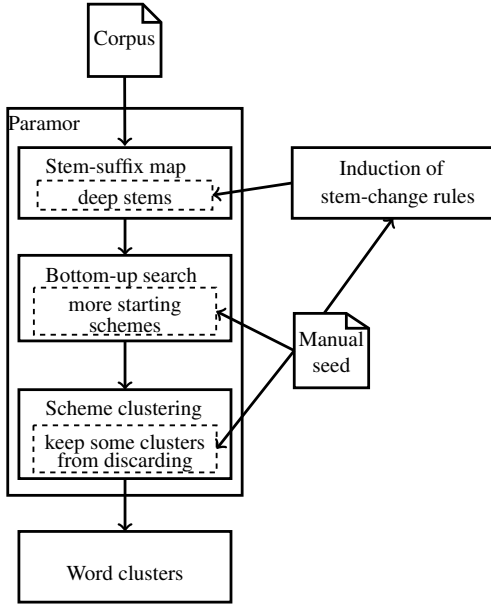 Corpus
Paramor
Stem-suffix map
deep stems
Induction of
stem-change rules
Bottom-up search
more starting
schemes
Manual
seed
Scheme clustering
keep some clusters
from discarding
Word clusters